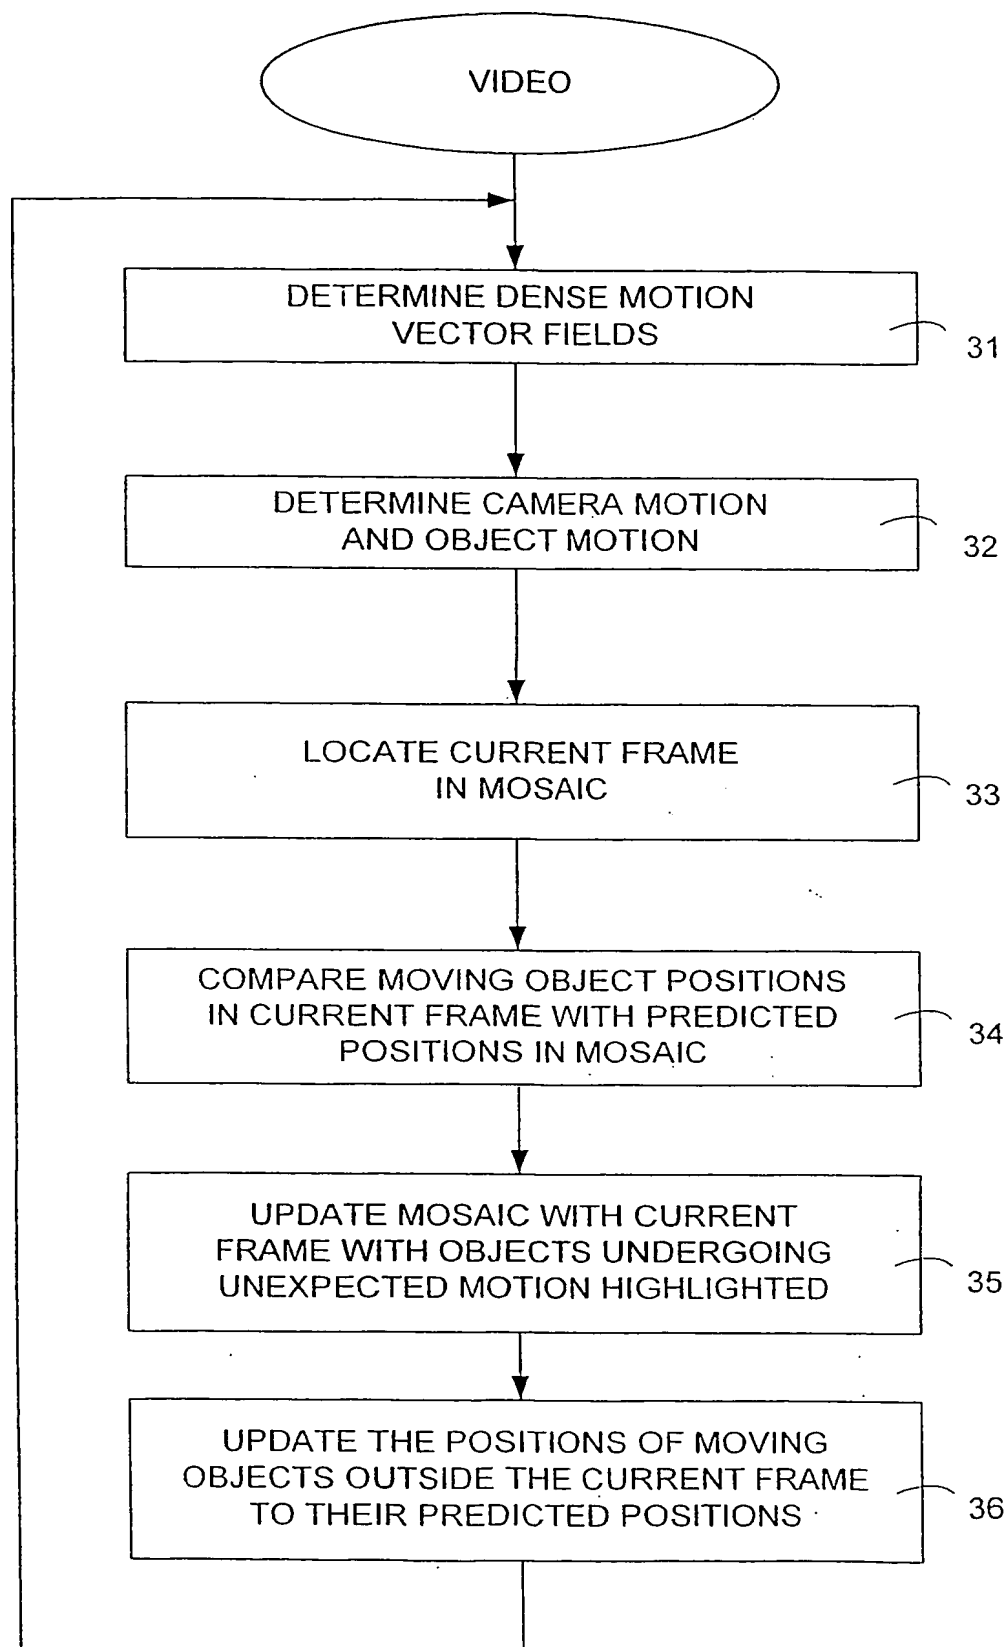 VIDEO
DETERMINE DENSE MOTION
VECTOR FIELDS
31
DETERMINE CAMERA MOTION
AND OBJECT MOTION
32
LOCATE CURRENT FRAME
IN MOSAIC
33
COMPARE MOVING OBJECT POSITIONS
IN CURRENT FRAME WITH PREDICTED
POSITIONS IN MOSAIC
34
UPDATE MOSAIC WITH CURRENT
FRAME WITH OBJECTS UNDERGOING
UNEXPECTED MOTION HIGHLIGHTED
35
UPDATE THE POSITIONS OF MOVING
OBJECTS OUTSIDE THE CURRENT FRAME
TO THEIR PREDICTED POSITIONS
36